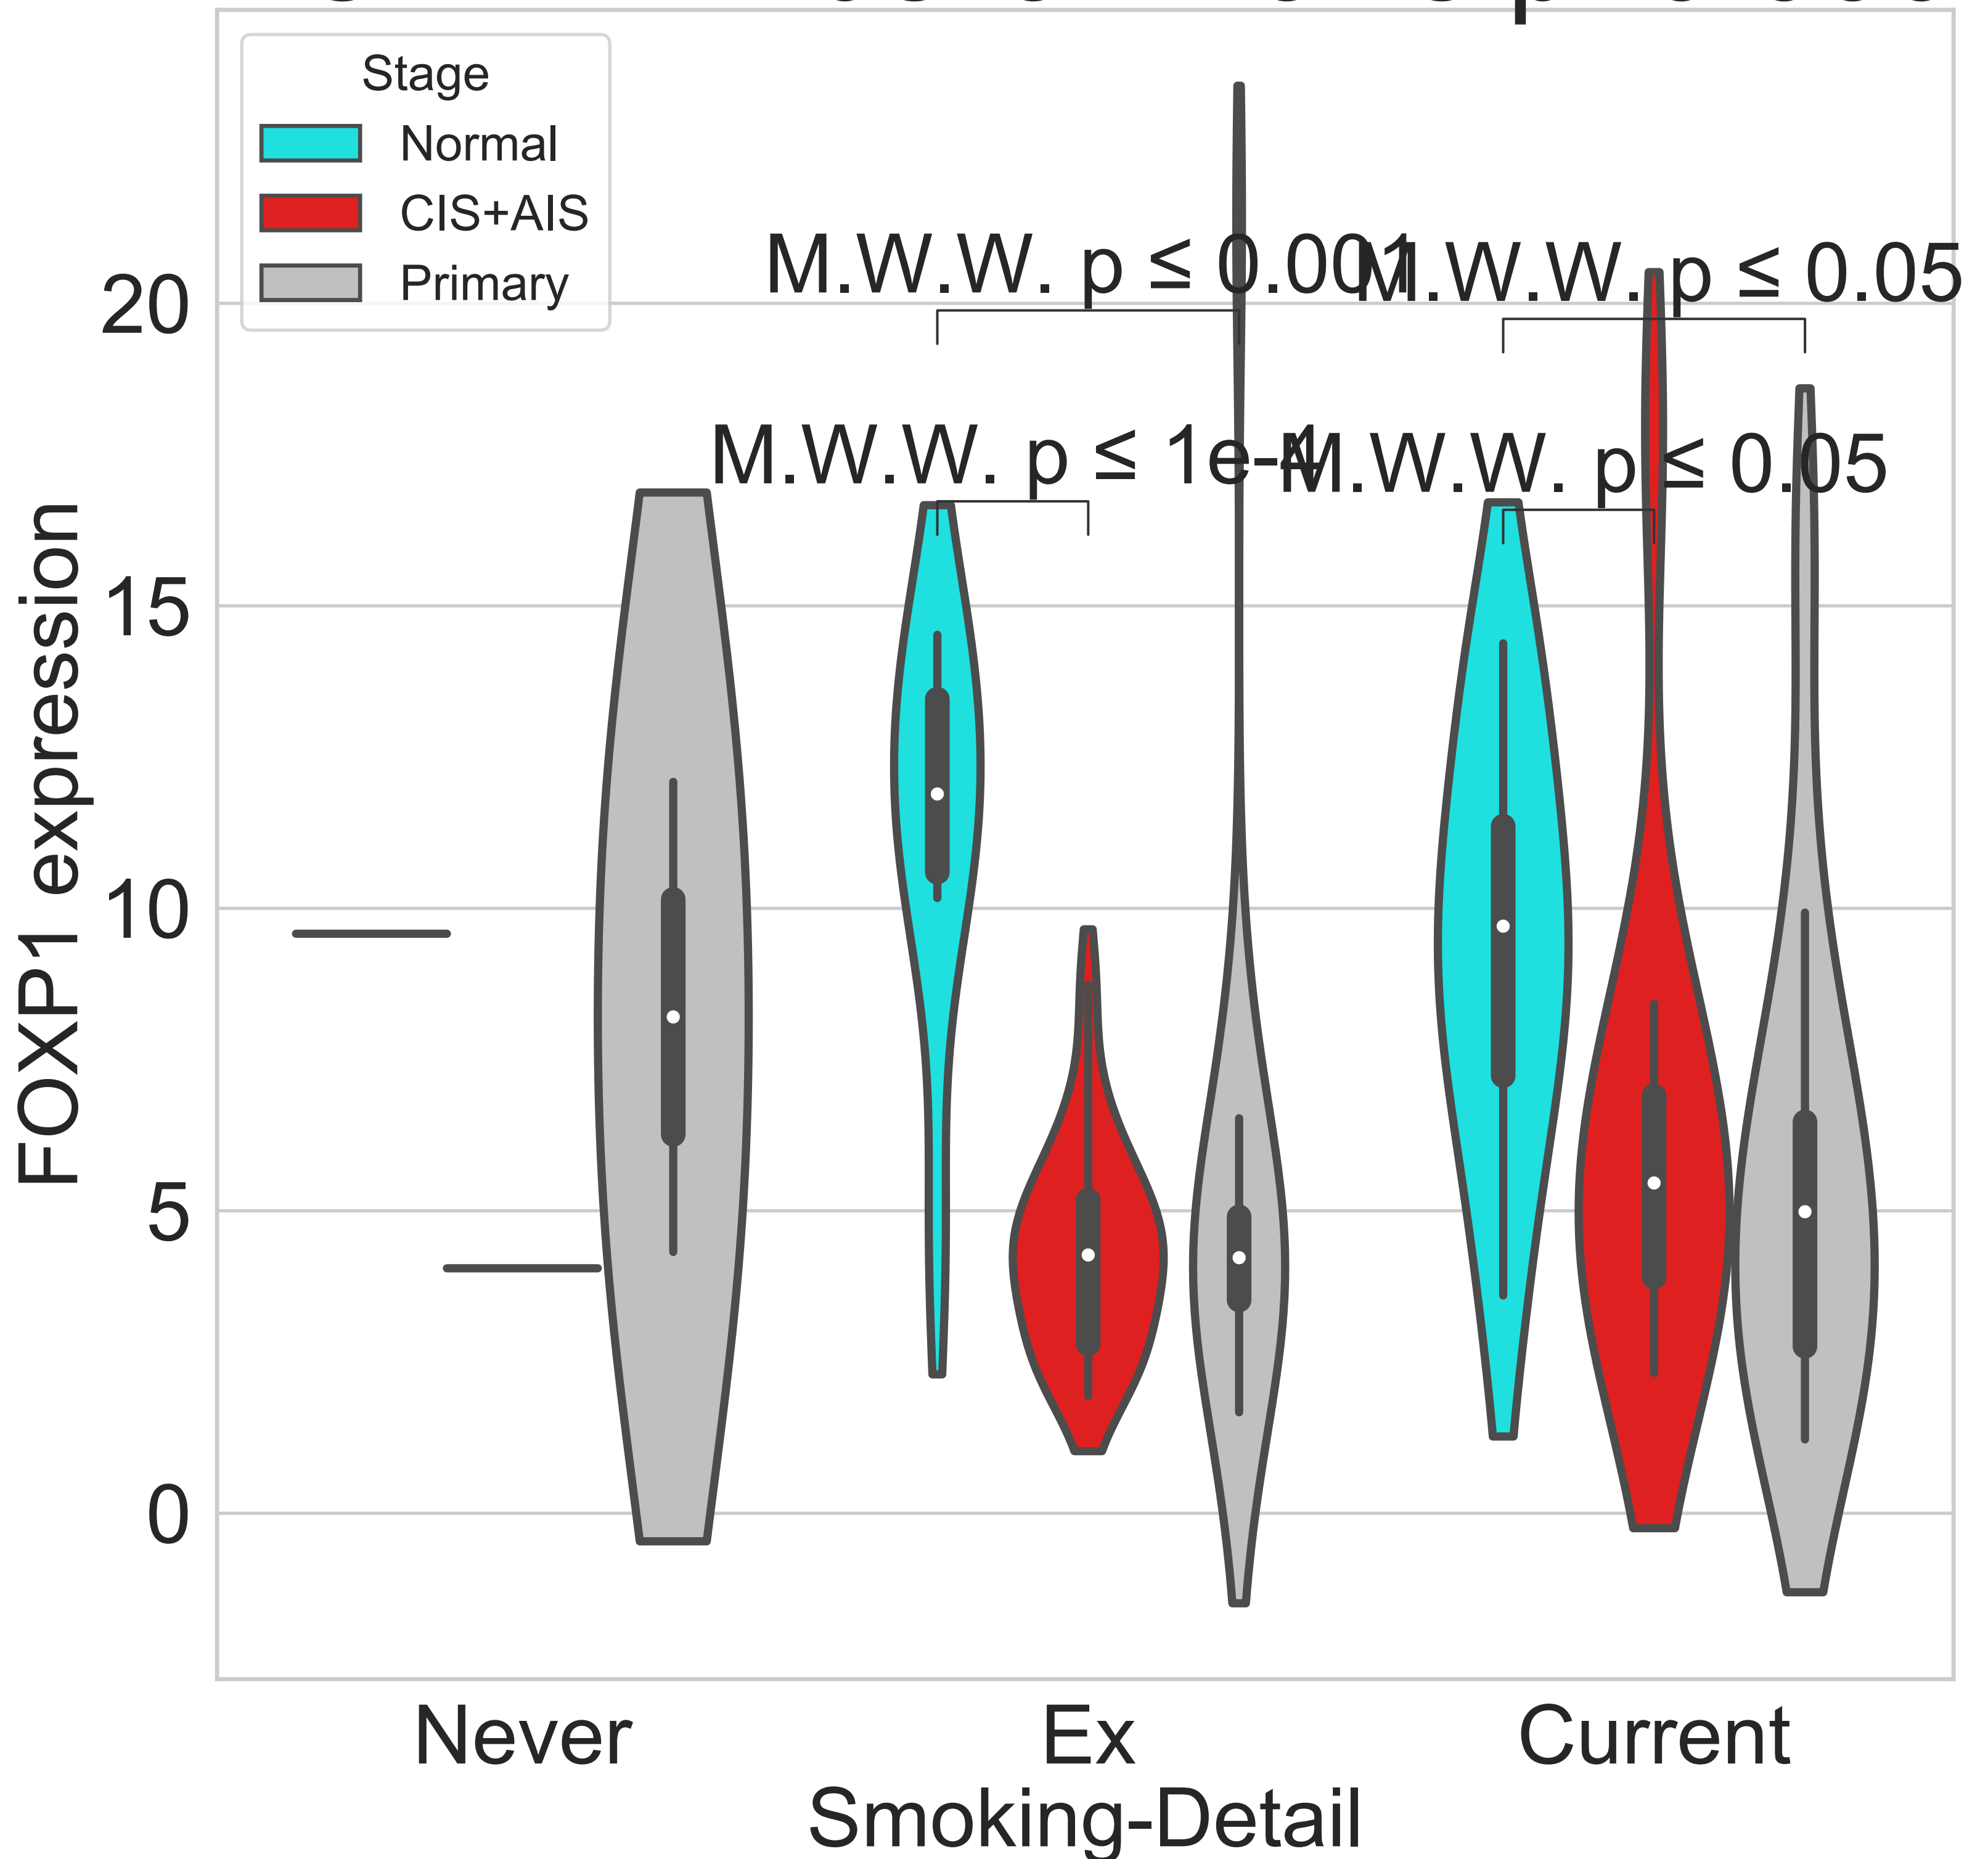 Stage
Normal
CIS+AIS
Primary
M.W.W. p ≤ 0.001
M.W.W. p ≤ 0.05
M.W.W. p ≤ 1e-4
M.W.W. p ≤ 0.05
20
15
10
5
0
FOXP1 expression
Never
Ex
Current
Smoking-Detail